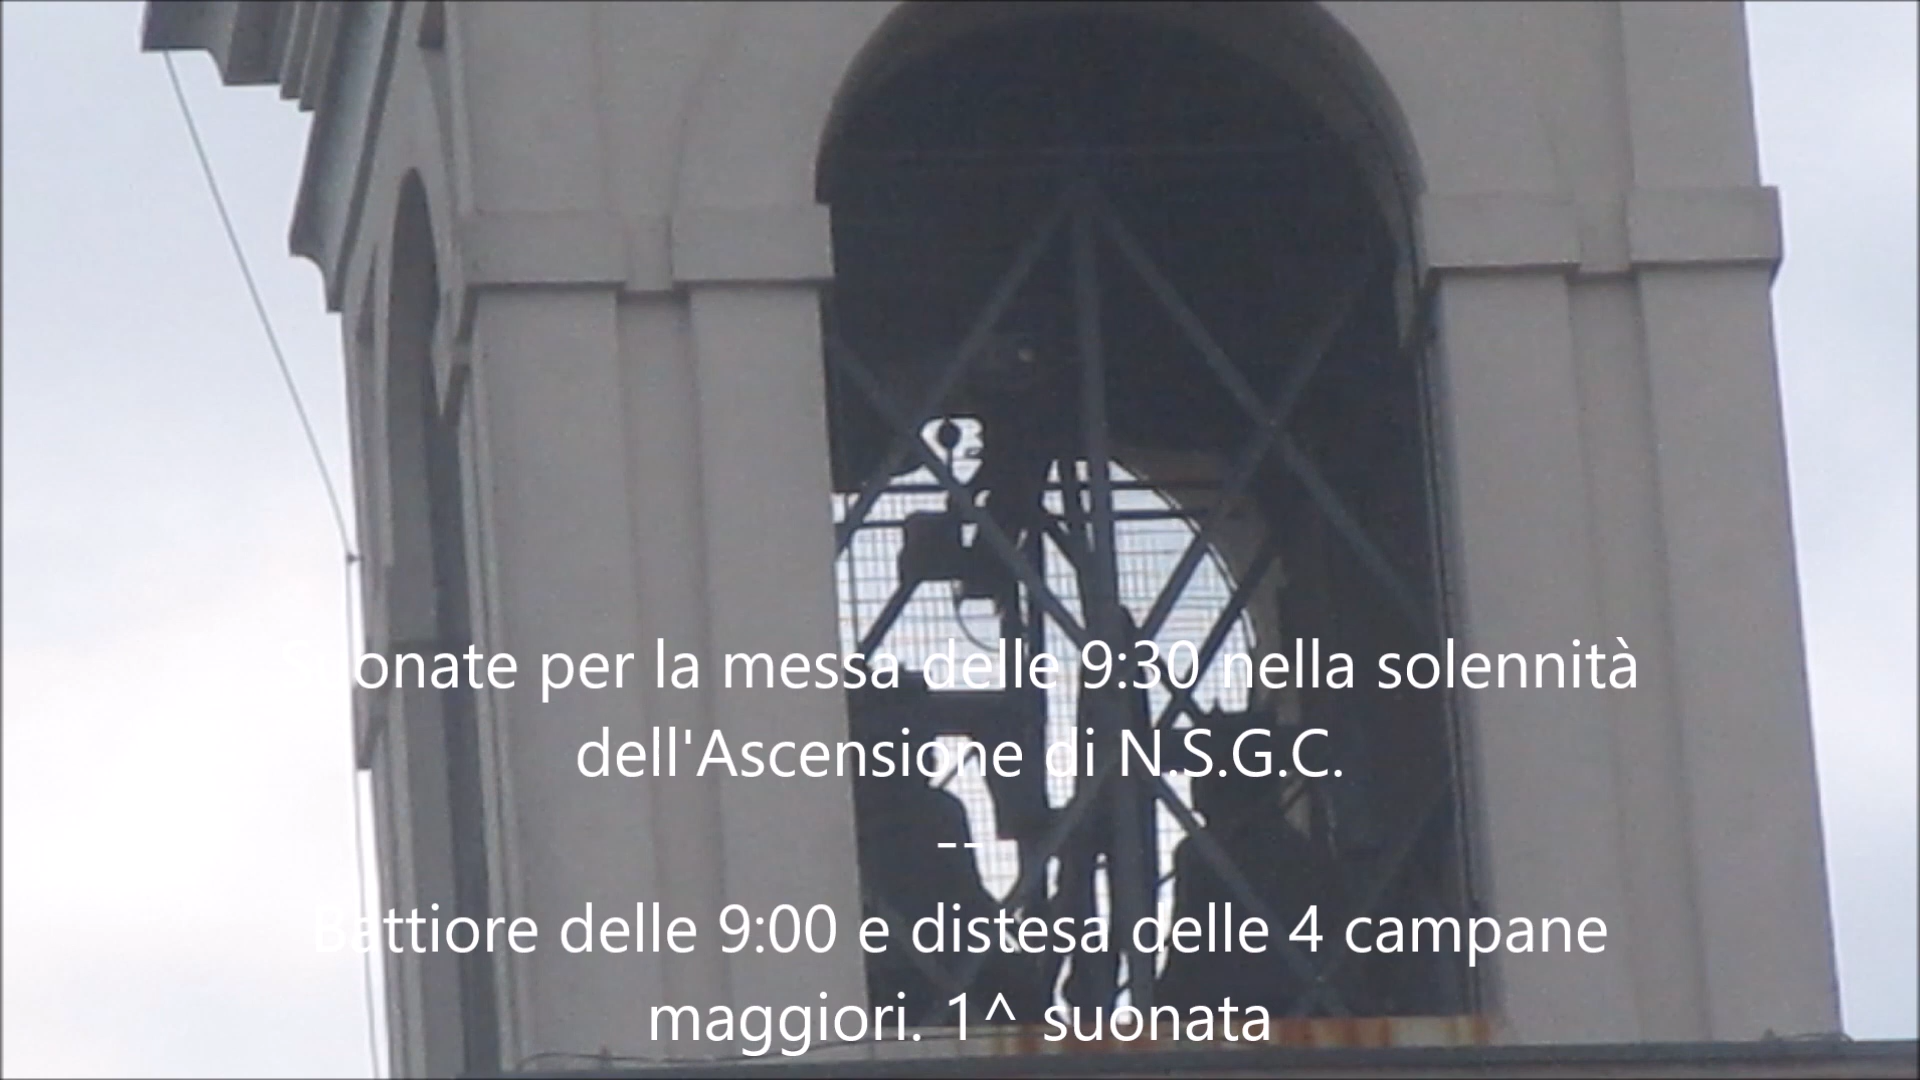 Suonate per la messa delle 9:30 nella solennità
dell'Ascensione di N.S.G.C.
--
Battiore delle 9:00 e distesa delle 4 campane
maggiori. 1^ suonata